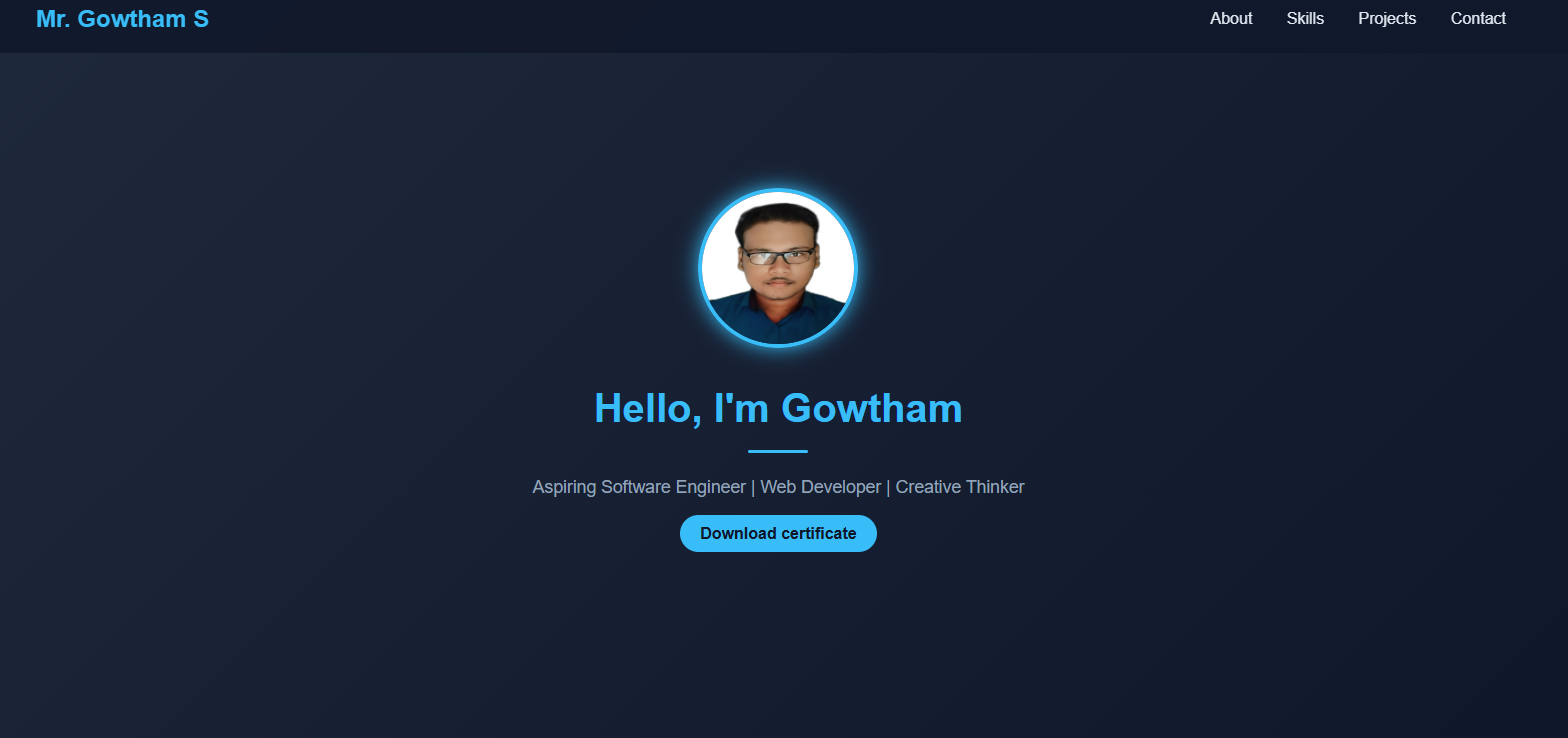 Mr. Gowtham S
About Skills Projects Contact
Hello, I'm Gowtham
Aspiring Software Engineer | Web Developer | Creative Thinker
Download certificate